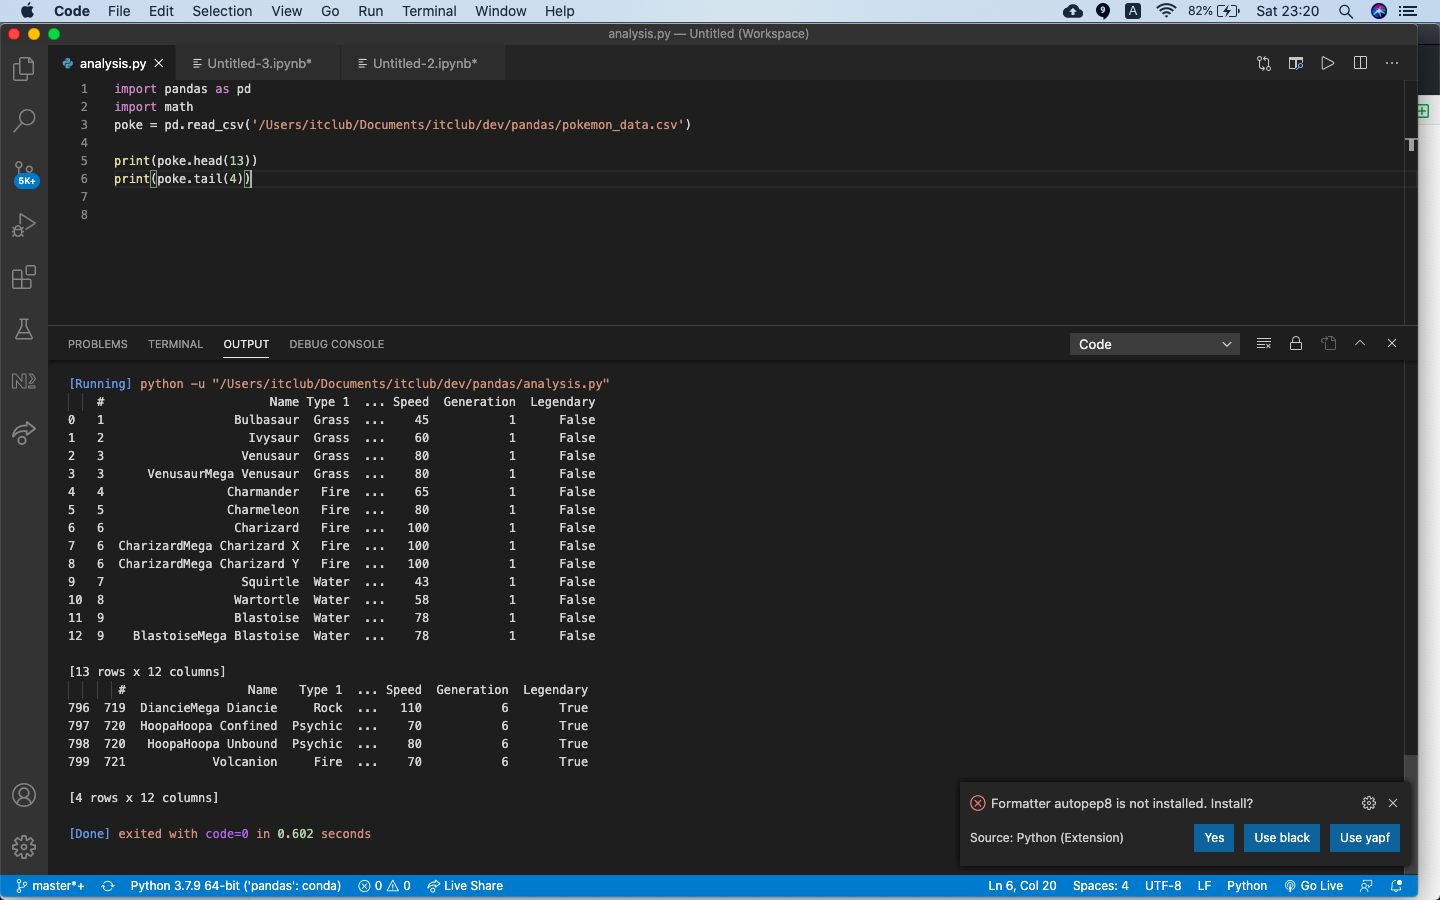 Code File Edit Selection View Go Run Terminal Window Help 9 A 82% Sat 23:20
analysis.py — Untitled (Workspace)
analysis.py Untitled-3.ipynb* Untitled-2.ipynb*
1 import pandas as pd
2 import math
3 poke = pd.read_csv('/Users/itclub/Documents/itclub/dev/pandas/pokemon_data.csv')
4
5 print(poke.head(13))
6 print(poke.tail(4))
7
8
5K+
PROBLEMS TERMINAL OUTPUT DEBUG CONSOLE Code
[Running] python -u "/Users/itclub/Documents/itclub/dev/pandas/analysis.py"
# Name Type 1 ... Speed Generation Legendary
0 1 Bulbasaur Grass ... 45 1 False
1 2 Ivysaur Grass ... 60 1 False
2 3 Venusaur Grass ... 80 1 False
3 3 VenusaurMega Venusaur Grass ... 80 1 False
4 4 Charmander Fire ... 65 1 False
5 5 Charmeleon Fire ... 80 1 False
6 6 Charizard Fire ... 100 1 False
7 6 CharizardMega Charizard X Fire ... 100 1 False
8 6 CharizardMega Charizard Y Fire ... 100 1 False
9 7 Squirtle Water ... 43 1 False
10 8 Wartortle Water ... 58 1 False
11 9 Blastoise Water ... 78 1 False
12 9 BlastoiseMega Blastoise Water ... 78 1 False
[13 rows x 12 columns]
# Name Type 1 ... Speed Generation Legendary
796 719 DiancieMega Diancie Rock ... 110 6 True
797 720 HoopaHoopa Confined Psychic ... 70 6 True
798 720 HoopaHoopa Unbound Psychic ... 80 6 True
799 721 Volcanion Fire ... 70 6 True
[4 rows x 12 columns]
[Done] exited with code=0 in 0.602 seconds
Formatter autopep8 is not installed. Install?
Source: Python (Extension) Yes Use black Use yapf
master*+ Python 3.7.9 64-bit ('pandas': conda) 0 0 Live Share Ln 6, Col 20 Spaces: 4 UTF-8 LF Python Go Live